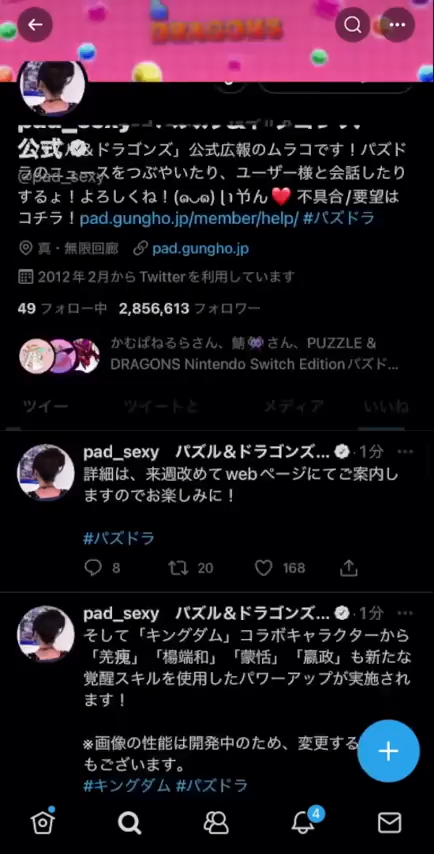 DRAGONS
pad_sexy
公式
ル＆ドラゴンズ」公式広報のムラコです！パズド
@pad_sexy
ラのニュースをつぶやいたり、ユーザー様と会話したり
するょ！よろしくね！(๑◡๑) 不具合/要望は
コチラ！pad.gungho.jp/member/help/ #パズドラ
真・無限回廊 pad.gungho.jp
2012年2月からTwitterを利用しています
49 フォロー中 2,856,613 フォロワー
かむぱねるらさん、鯖👾さん、PUZZLE &
DRAGONS Nintendo Switch Editionパズド...
ツイー ツイートと メディア いいね
pad_sexy パズル&ドラゴンズ... · 1分
詳細は、来週改めてwebページにてご案内し
ますのでお楽しみに！
#パズドラ
8 20 168
pad_sexy パズル&ドラゴンズ... · 1分
そして「キングダム」コラボキャラクターから
「羌瘣」「楊端和」「蒙恬」「嬴政」も新たな
覚醒スキルを使用したパワーアップが実施され
ます！
※画像の性能は開発中のため、変更する
もございます。
#キングダム #パズドラ
4